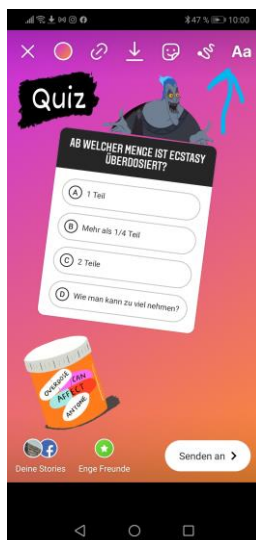 47 % 10:00
Aa
Quiz
AB WELCHER MENGE IST ECSTASY
ÜBERDOSIERT?
A 1 Teil
B Mehr als 1/4 Teil
C 2 Teile
D Wie man kann zu viel nehmen?
OVERDOSE
CAN
AFFECT
ANYONE
Deine Stories Enge Freunde
Senden an >